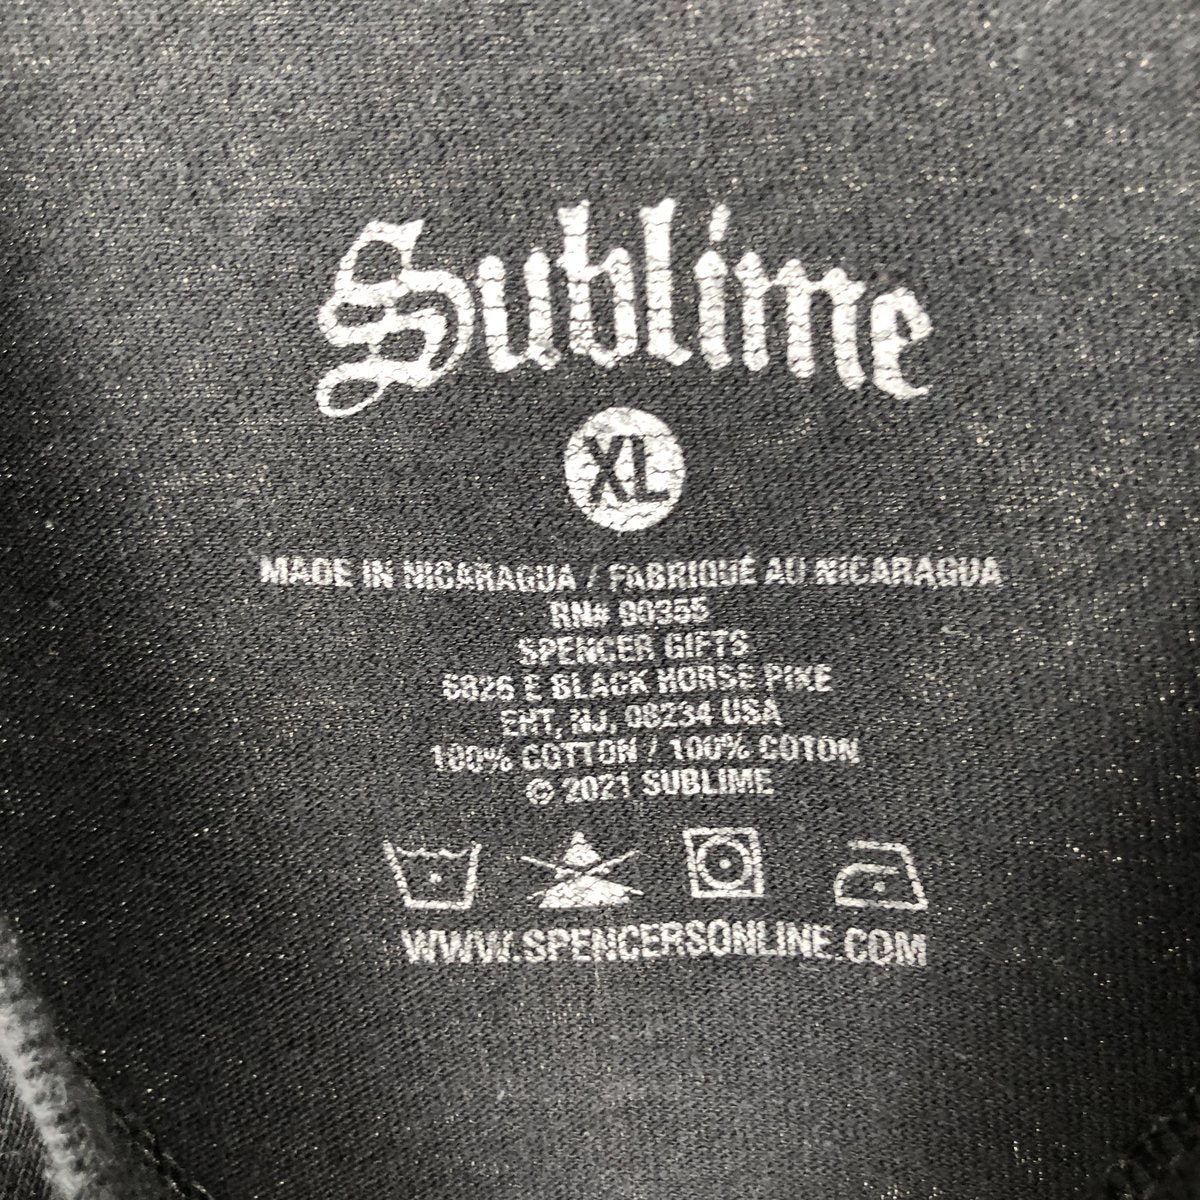 Sublime
XL
MADE IN NICARAGUA / FABRIQUÉ AU NICARAGUA
RN# 90355
SPENCER GIFTS
6826 E BLACK HORSE PIKE
EHT, NJ, 08234 USA
100% COTTON / 100% COTON
© 2021 SUBLIME
WWW.SPENCERSONLINE.COM